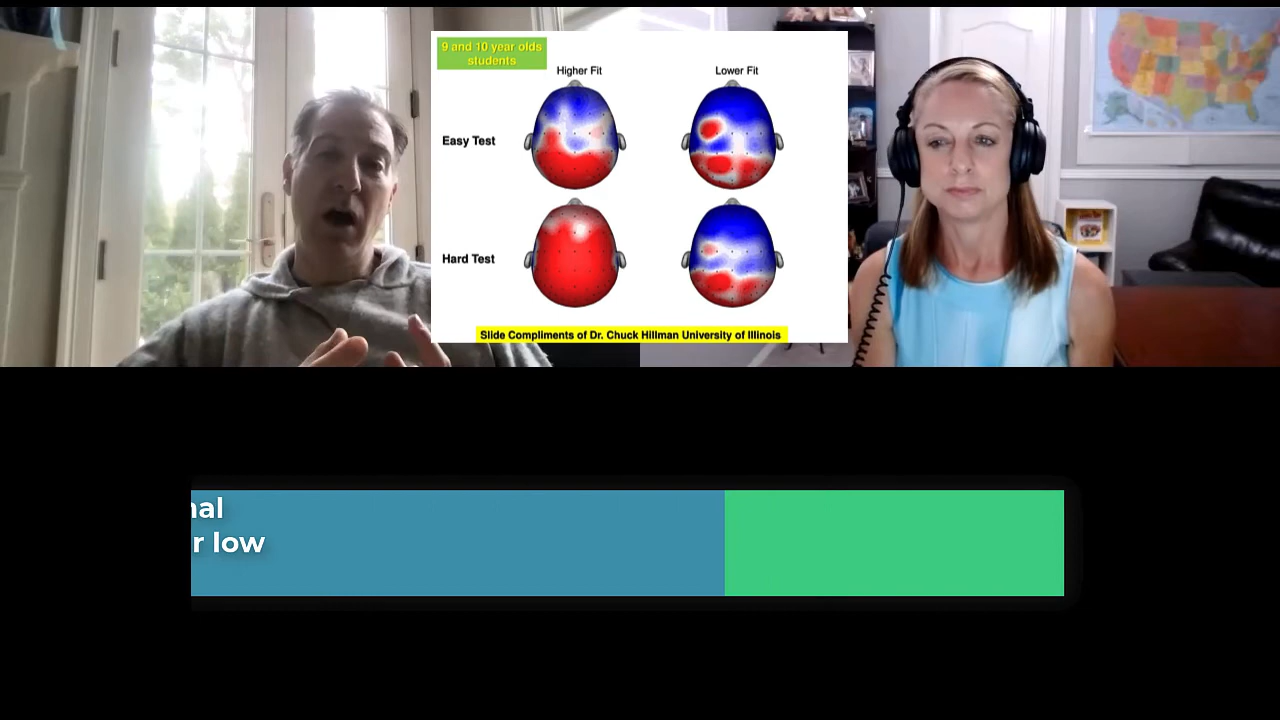 9 and 10 year olds
students
Higher Fit
Lower Fit
Easy Test
Hard Test
Slide Compliments of Dr. Chuck Hillman University of Illinois
low